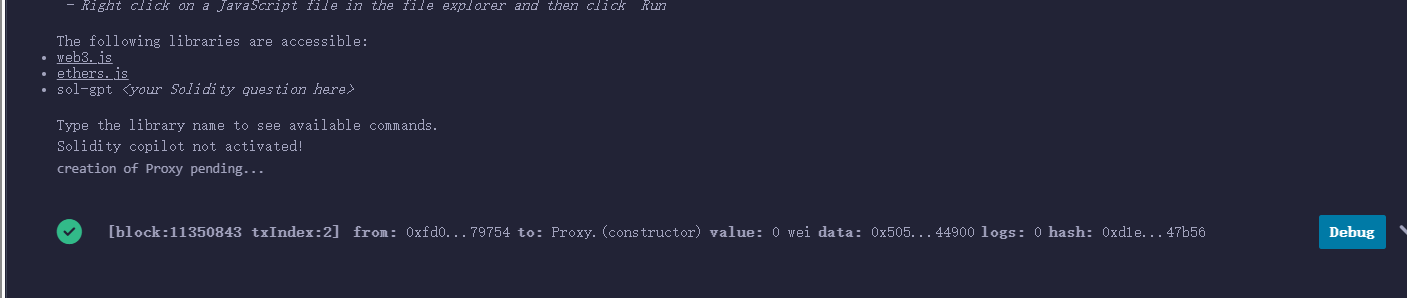 - Right click on a JavaScript file in the file explorer and then click `Run`
The following libraries are accessible:
• web3.js
• ethers.js
• sol-gpt <your Solidity question here>
Type the library name to see available commands.
Solidity copilot not activated!
creation of Proxy pending...
[block:11350843 txIndex:2] from: 0xfd0...79754 to: Proxy.(constructor) value: 0 wei data: 0x505...44900 logs: 0 hash: 0xd1e...47b56
Debug